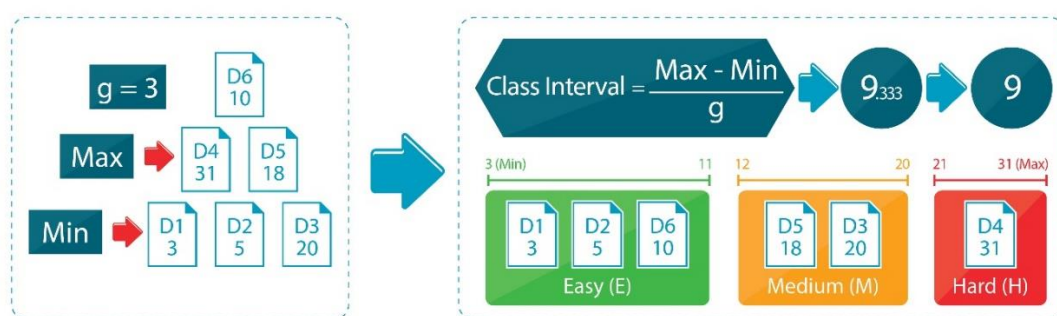 g = 3
D6
10
Max
D4
31
D5
18
Min
D1
3
D2
5
D3
20
Class Interval = Max - Min / g
9.333
9
3 (Min) 11
D1
3
D2
5
D6
10
Easy (E)
12 20
D5
18
D3
20
Medium (M)
21 31 (Max)
D4
31
Hard (H)